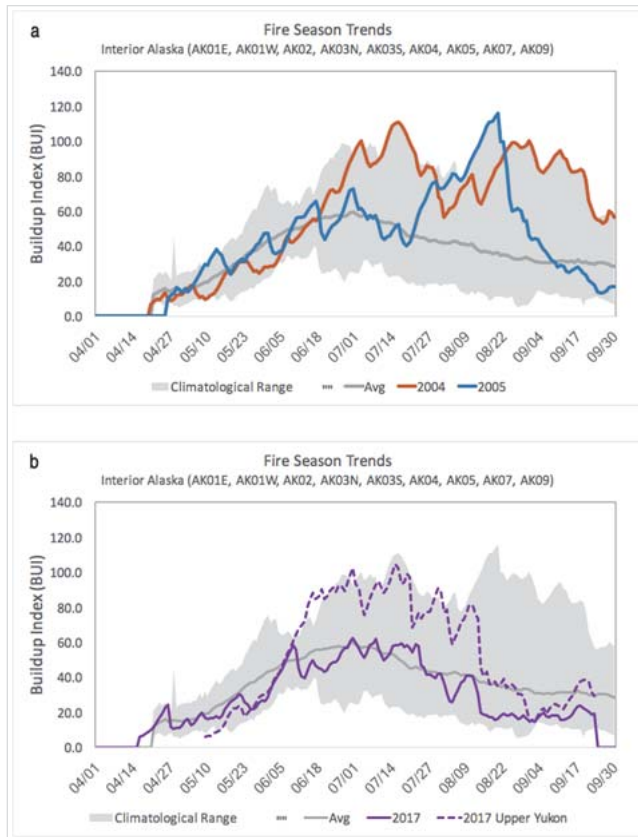 a
Fire Season Trends
Interior Alaska (AK01E, AK01W, AK02, AK03N, AK03S, AK04, AK05, AK07, AK09)
Buildup Index (BUI)
140.0
120.0
100.0
80.0
60.0
40.0
20.0
0.0
04/01 04/14 04/27 05/10 05/23 06/05 06/18 07/01 07/14 07/27 08/09 08/22 09/04 09/17 09/30
Climatological Range Avg 2004 2005
b
Fire Season Trends
Interior Alaska (AK01E, AK01W, AK02, AK03N, AK03S, AK04, AK05, AK07, AK09)
Buildup Index (BUI)
140.0
120.0
100.0
80.0
60.0
40.0
20.0
0.0
04/01 04/14 04/27 05/10 05/23 06/05 06/18 07/01 07/14 07/27 08/09 08/22 09/04 09/17 09/30
Climatological Range Avg 2017 2017 Upper Yukon